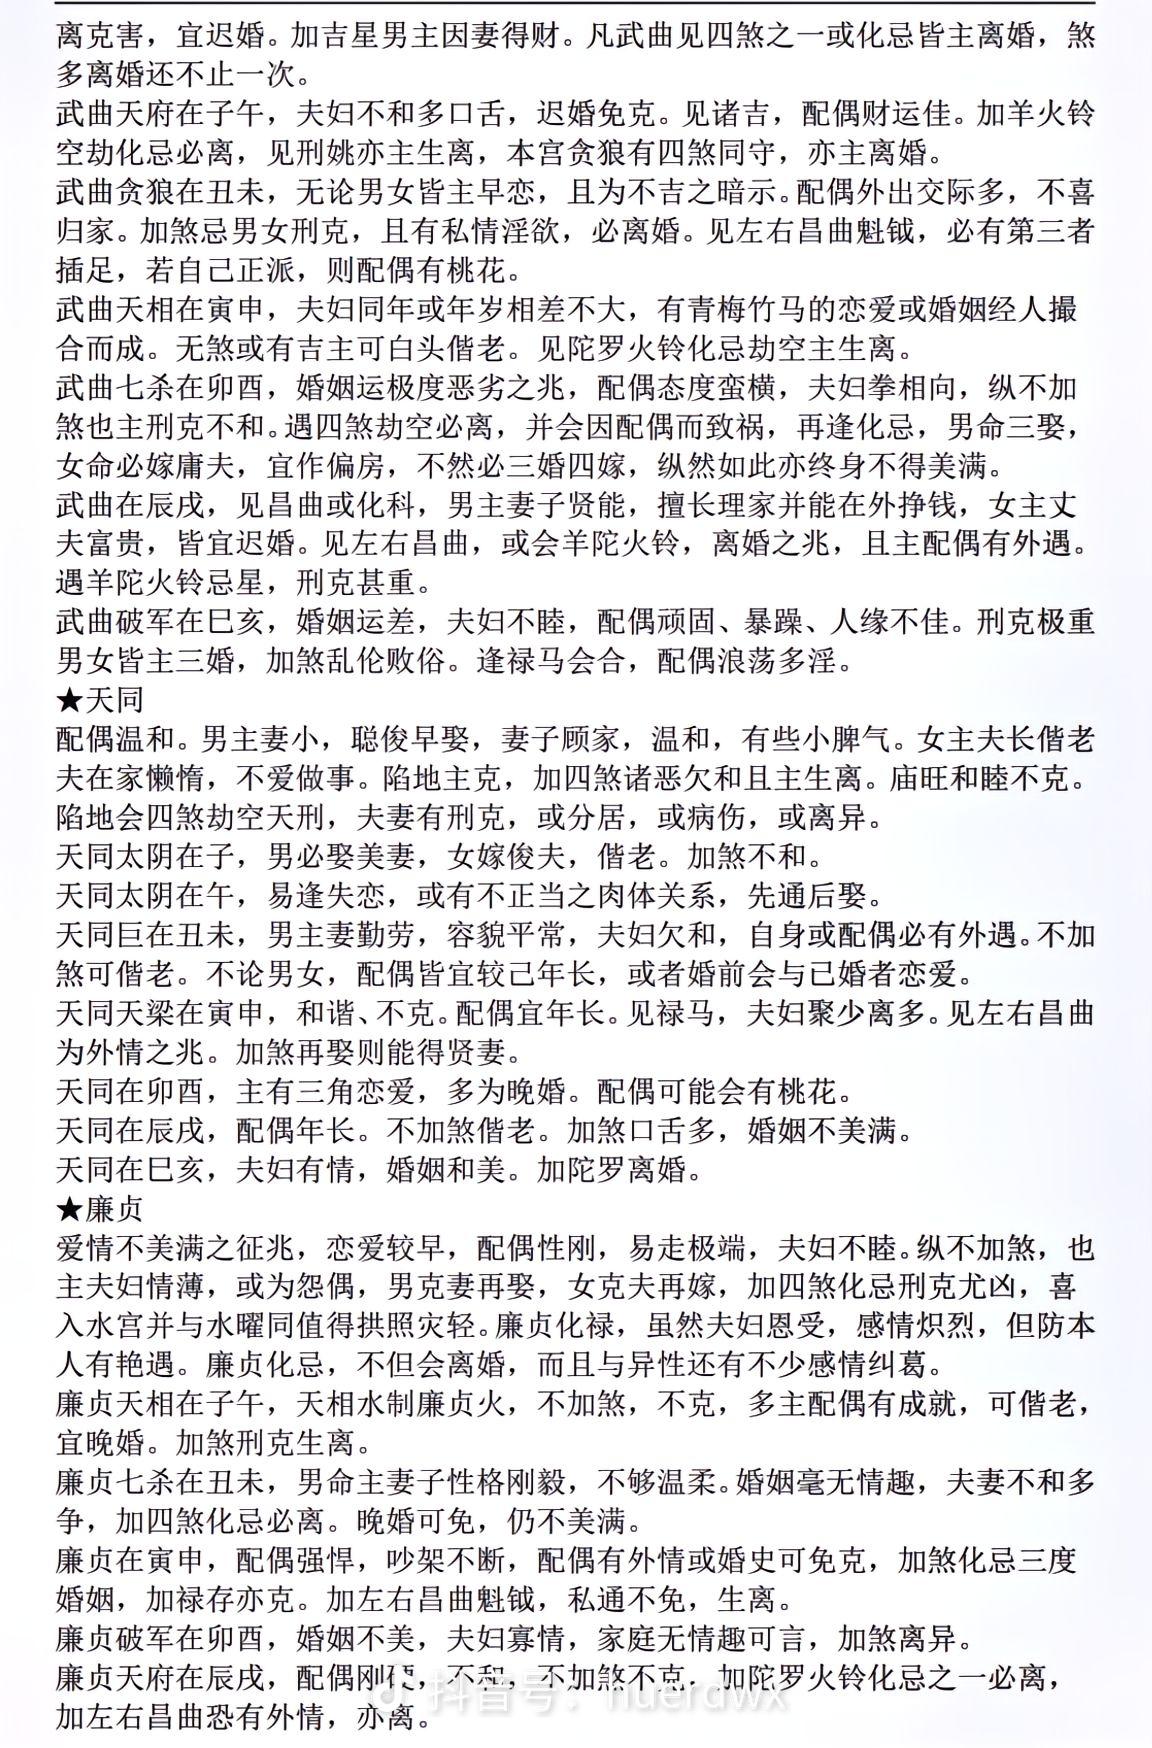 离克害，宜迟婚。加吉星男主因妻得财。凡武曲见四煞之一或化忌皆主离婚，煞
多离婚还不止一次。
武曲天府在子午，夫妇不和多口舌，迟婚免克。见诸吉，配偶财运佳。加羊火铃
空劫化忌必离，见刑姚亦主生离，本宫贪狼有四煞同守，亦主离婚。
武曲贪狼在丑未，无论男女皆主早恋，且为不吉之暗示。配偶外出交际多，不喜
归家。加煞忌男女刑克，且有私情淫欲，必离婚。见左右昌曲魁钺，必有第三者
插足，若自己正派，则配偶有桃花。
武曲天相在寅申，夫妇同年或年岁相差不大，有青梅竹马的恋爱或婚姻经人撮
合而成。无煞或有吉主可白头偕老。见陀罗火铃化忌劫空主生离。
武曲七杀在卯酉，婚姻运极度恶劣之兆，配偶态度蛮横，夫妇拳相向，纵不加
煞也主刑克不和。遇四煞劫空必离，并会因配偶而致祸，再逢化忌，男命三娶，
女命必嫁庸夫，宜作偏房，不然必三婚四嫁，纵然如此亦终身不得美满。
武曲在辰戌，见昌曲或化科，男主妻子贤能，擅长理家并能在外挣钱，女主丈
夫富贵，皆宜迟婚。见左右昌曲，或会羊陀火铃，离婚之兆，且主配偶有外遇。
遇羊陀火铃忌星，刑克甚重。
武曲破军在巳亥，婚姻运差，夫妇不睦，配偶顽固、暴躁、人缘不佳。刑克极重
男女皆主三婚，加煞乱伦败俗。逢禄马会合，配偶浪荡多淫。
★天同
配偶温和。男主妻小，聪俊早娶，妻子顾家，温和，有些小脾气。女主夫长偕老
夫在家懒惰，不爱做事。陷地主克，加四煞诸恶欠和且主生离。庙旺和睦不克。
陷地会四煞劫空天刑，夫妻有刑克，或分居，或病伤，或离异。
天同太阴在子，男必娶美妻，女嫁俊夫，偕老。加煞不和。
天同太阴在午，易逢失恋，或有不正当之肉体关系，先通后娶。
天同巨在丑未，男主妻勤劳，容貌平常，夫妇欠和，自身或配偶必有外遇。不加
煞可偕老。不论男女，配偶皆宜较己年长，或者婚前会与已婚者恋爱。
天同天梁在寅申，和谐、不克。配偶宜年长。见禄马，夫妇聚少离多。见左右昌曲
为外情之兆。加煞再娶则能得贤妻。
天同在卯酉，主有三角恋爱，多为晚婚。配偶可能会有桃花。
天同在辰戌，配偶年长。不加煞偕老。加煞口舌多，婚姻不美满。
天同在巳亥，夫妇有情，婚姻和美。加陀罗离婚。
★廉贞
爱情不美满之征兆，恋爱较早，配偶性刚，易走极端，夫妇不睦。纵不加煞，也
主夫妇情薄，或为怨偶，男克妻再娶，女克夫再嫁，加四煞化忌刑克尤凶，喜
入水宫并与水曜同值得拱照灾轻。廉贞化禄，虽然夫妇恩受，感情炽烈，但防本
人有艳遇。廉贞化忌，不但会离婚，而且与异性还有不少感情纠葛。
廉贞天相在子午，天相水制廉贞火，不加煞，不克，多主配偶有成就，可偕老，
宜晚婚。加煞刑克生离。
廉贞七杀在丑未，男命主妻子性格刚毅，不够温柔。婚姻毫无情趣，夫妻不和多
争，加四煞化忌必离。晚婚可免，仍不美满。
廉贞在寅申，配偶强悍，吵架不断，配偶有外情或婚史可免克，加煞化忌三度
婚姻，加禄存亦克。加左右昌曲魁钺，私通不免，生离。
廉贞破军在卯酉，婚姻不美，夫妇寡情，家庭无情趣可言，加煞离异。
廉贞天府在辰戌，配偶刚硬，不和，不加煞不克，加陀罗火铃化忌之一必离，
加左右昌曲恐有外情，亦离。
抖音号：huerdwx